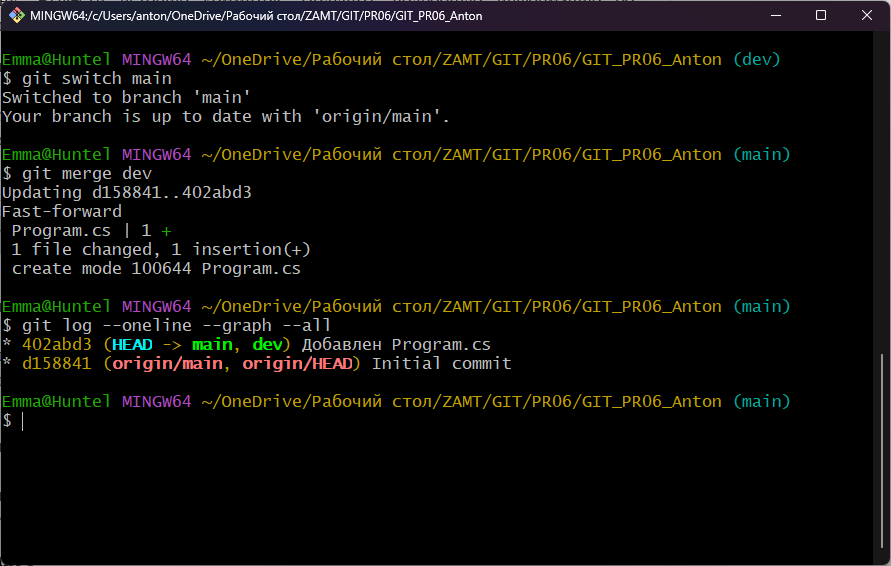 MINGW64:/c/Users/anton/OneDrive/Рабочий стол/ZAMT/GIT/PR06/GIT_PR06_Anton
Emma@Huntel MINGW64 ~/OneDrive/Рабочий стол/ZAMT/GIT/PR06/GIT_PR06_Anton (dev)
$ git switch main
Switched to branch 'main'
Your branch is up to date with 'origin/main'.
Emma@Huntel MINGW64 ~/OneDrive/Рабочий стол/ZAMT/GIT/PR06/GIT_PR06_Anton (main)
$ git merge dev
Updating d158841..402abd3
Fast-forward
 Program.cs | 1 +
 1 file changed, 1 insertion(+)
 create mode 100644 Program.cs
Emma@Huntel MINGW64 ~/OneDrive/Рабочий стол/ZAMT/GIT/PR06/GIT_PR06_Anton (main)
$ git log --oneline --graph --all
* 402abd3 (HEAD -> main, dev) Добавлен Program.cs
* d158841 (origin/main, origin/HEAD) Initial commit
Emma@Huntel MINGW64 ~/OneDrive/Рабочий стол/ZAMT/GIT/PR06/GIT_PR06_Anton (main)
$